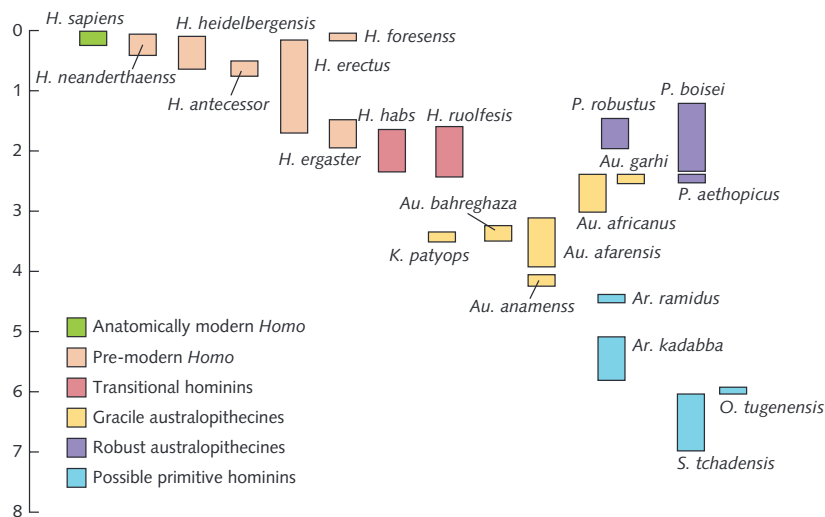 0
1
2
3
4
5
6
7
8
H. sapiens
H. heidelbergensis
H. foresenss
H. neanderthaenss
H. erectus
H. antecessor
P. boisei
H. habs
H. ruolfesis
P. robustus
H. ergaster
Au. garhi
P. aethopicus
Au. bahreghaza
Au. africanus
K. patyops
Au. afarensis
Au. anamenss
Ar. ramidus
Ar. kadabba
O. tugenensis
S. tchadensis
Anatomically modern Homo
Pre-modern Homo
Transitional hominins
Gracile australopithecines
Robust australopithecines
Possible primitive hominins